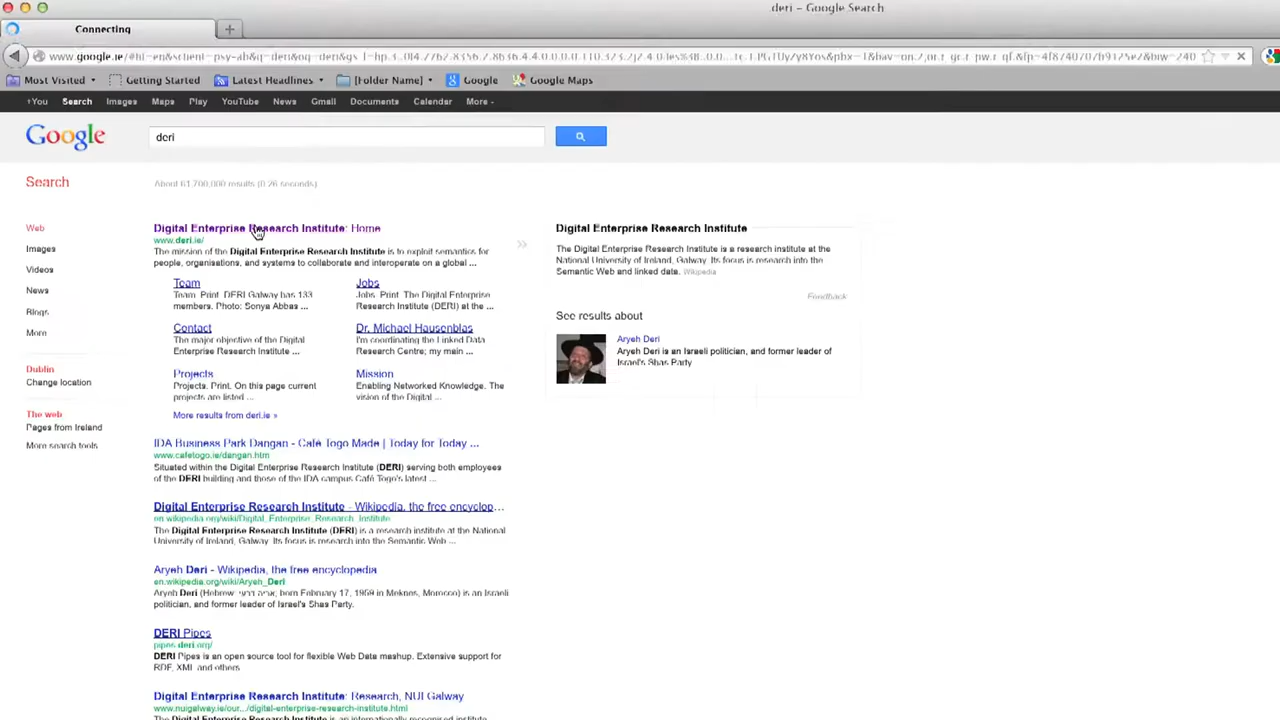 deri – Google Search
Connecting
Most Visited
Getting Started
Latest Headlines
[Folder Name]
Google
Google Maps
+You Search Images Maps Play YouTube News Gmail Documents Calendar More
Google
deri
Search
About 61,700,000 results (0.26 seconds)
Web
Images
Videos
News
Blogs
More
Dublin
Change location
The web
Pages from Ireland
More search tools
Digital Enterprise Research Institute: Home
www.deri.ie/
The mission of the Digital Enterprise Research Institute is to exploit semantics for
people, organisations, and systems to collaborate and interoperate on a global ...
Team
Team. Print. DERI Galway has 133
members. Photo: Sonya Abbas ...
Jobs
Jobs. Print. The Digital Enterprise
Research Institute (DERI) at the ...
Contact
The major objective of the Digital
Enterprise Research Institute ...
Dr. Michael Hausenblas
I'm coordinating the Linked Data
Research Centre; my main ...
Projects
Projects. Print. On this page current
projects are listed ...
Mission
Enabling Networked Knowledge. The
vision of the Digital ...
More results from deri.ie »
IDA Business Park Dangan - Café Togo Made | Today for Today ...
www.cafetogo.ie/dangan.htm
Situated within the Digital Enterprise Research Institute (DERI) serving both employees
of the DERI building and those of the IDA campus Café Togo's latest ...
Digital Enterprise Research Institute - Wikipedia, the free encyclop...
en.wikipedia.org/wiki/Digital_Enterprise_Research_Institute
The Digital Enterprise Research Institute (DERI) is a research institute at the National
University of Ireland, Galway. Its focus is research into the Semantic Web ...
Aryeh Deri - Wikipedia, the free encyclopedia
en.wikipedia.org/wiki/Aryeh_Deri
Aryeh Deri (Hebrew: אריה דרעי, born February 17, 1959 in Meknes, Morocco) is an Israeli
politician, and former leader of Israel's Shas Party.
DERI Pipes
pipes.deri.org/
DERI Pipes is an open source tool for flexible Web Data mashup. Extensive support for
RDF, XML and others
Digital Enterprise Research Institute: Research, NUI Galway
www.nuigalway.ie/our.../digital-enterprise-research-institute.html
The Digital Enterprise Research Institute is an internationally recognised institute
Digital Enterprise Research Institute
The Digital Enterprise Research Institute is a research institute at the
National University of Ireland, Galway. Its focus is research into the
Semantic Web and linked data. Wikipedia
Feedback
See results about
Aryeh Deri
Aryeh Deri is an Israeli politician, and former leader of
Israel's Shas Party